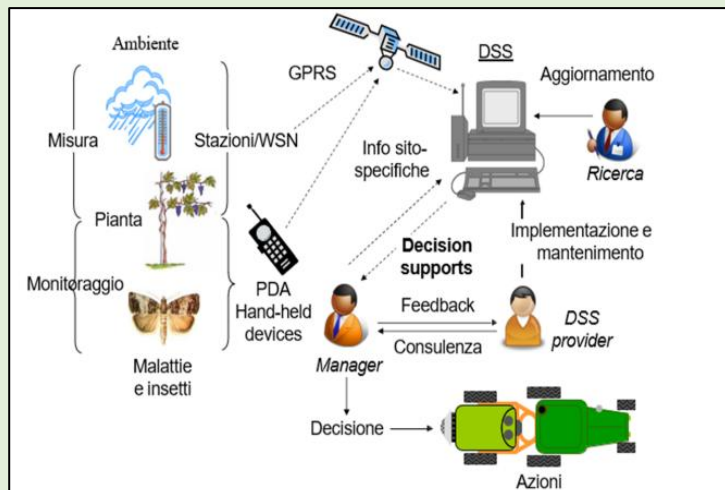 Ambiente
Misura
Stazioni/WSN
Pianta
Monitoraggio
Malattie
e insetti
GPRS
PDA
Hand-held
devices
DSS
Info sito-
specifiche
Aggiornamento
Ricerca
Decision
supports
Implementazione e
mantenimento
Manager
Feedback
Consulenza
DSS
provider
Decisione
Azioni